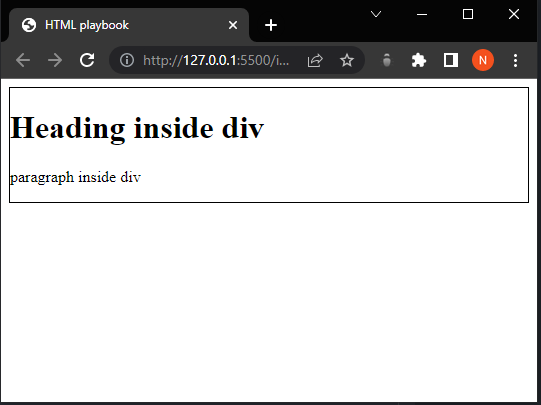 HTML playbook
http://127.0.0.1:5500/i...
N
Heading inside div
paragraph inside div